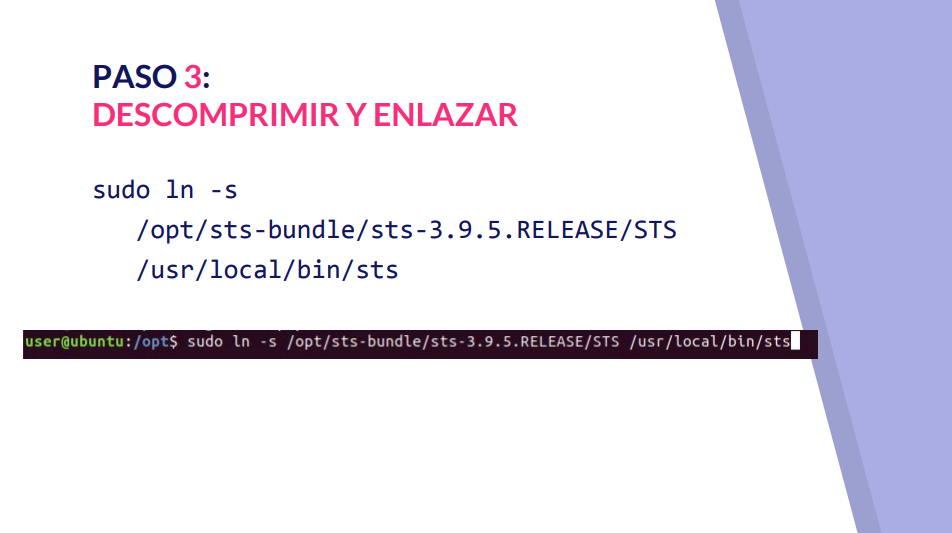 PASO 3:
DESCOMPRIMIR Y ENLAZAR
sudo ln -s
/opt/sts-bundle/sts-3.9.5.RELEASE/STS
/usr/local/bin/sts
user@ubuntu:/opt$ sudo ln -s /opt/sts-bundle/sts-3.9.5.RELEASE/STS /usr/local/bin/sts